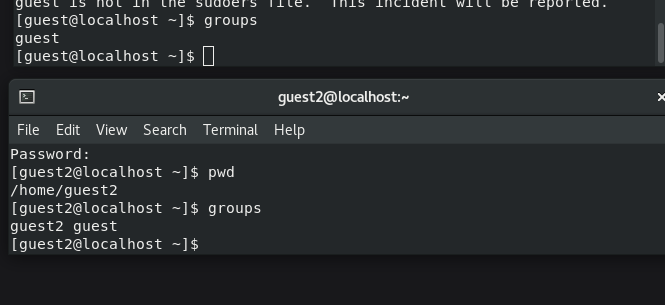 guest is not in the sudoers file.  This incident will be reported.
[guest@localhost ~]$ groups
guest
[guest@localhost ~]$
guest2@localhost:~
File Edit View Search Terminal Help
Password:
[guest2@localhost ~]$ pwd
/home/guest2
[guest2@localhost ~]$ groups
guest2 guest
[guest2@localhost ~]$